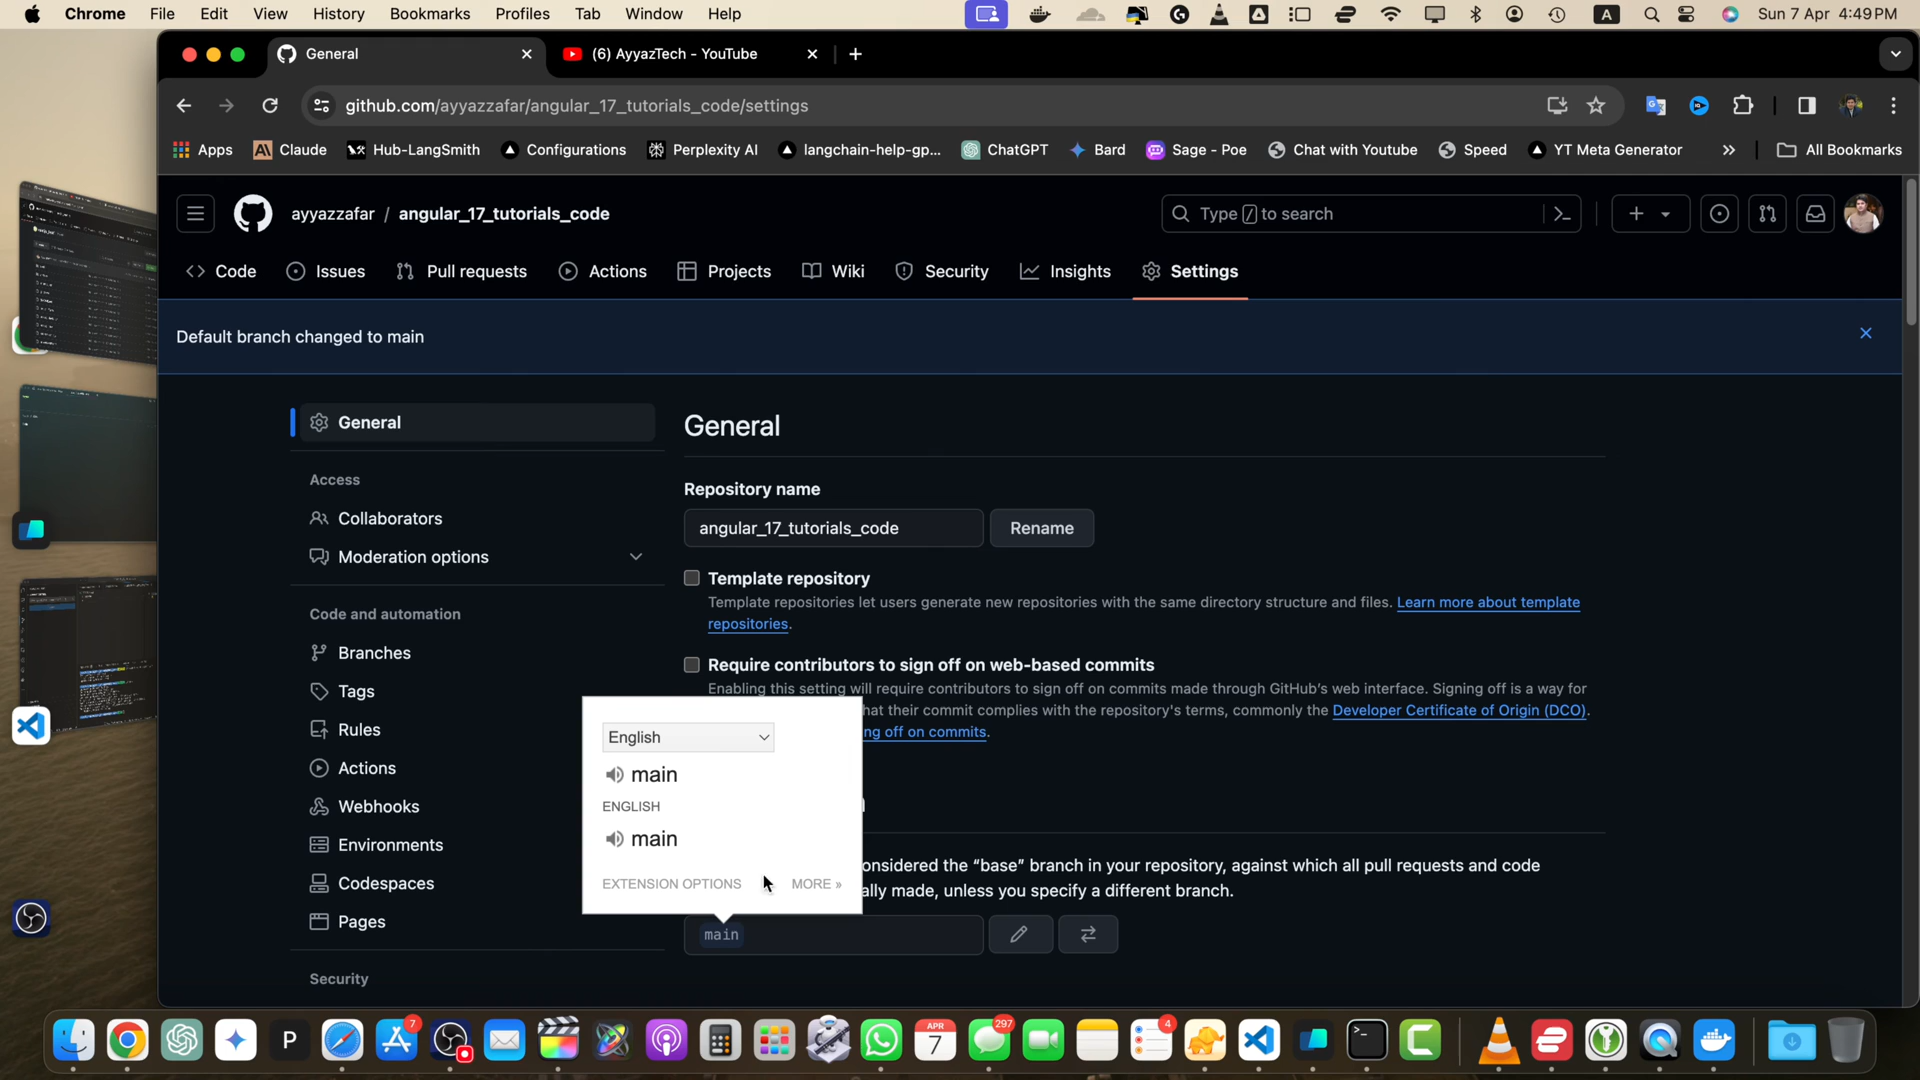 Chrome File Edit View History Bookmarks Profiles Tab Window Help A Sun 7 Apr 4:49 PM
General (6) AyyazTech - YouTube
github.com/ayyazzafar/angular_17_tutorials_code/settings
Apps Claude Hub-LangSmith Configurations Perplexity AI langchain-help-gp... ChatGPT Bard Sage - Poe Chat with Youtube Speed YT Meta Generator All Bookmarks
ayyazzafar / angular_17_tutorials_code Type / to search
Code Issues Pull requests Actions Projects Wiki Security Insights Settings
Default branch changed to main
General
Access
Collaborators
Moderation options
Code and automation
Branches
Tags
Rules
Actions
Webhooks
Environments
Codespaces
Pages
Security
General
Repository name
angular_17_tutorials_code Rename
Template repository
Template repositories let users generate new repositories with the same directory structure and files. Learn more about template
repositories.
Require contributors to sign off on web-based commits
Enabling this setting will require contributors to sign off on commits made through GitHub's web interface. Signing off is a way for
hat their commit complies with the repository's terms, commonly the Developer Certificate of Origin (DCO).
ng off on commits.
onsidered the "base" branch in your repository, against which all pull requests and code
ally made, unless you specify a different branch.
main
English
main
ENGLISH
main
EXTENSION OPTIONS MORE »
7 APR 7 297 4
P